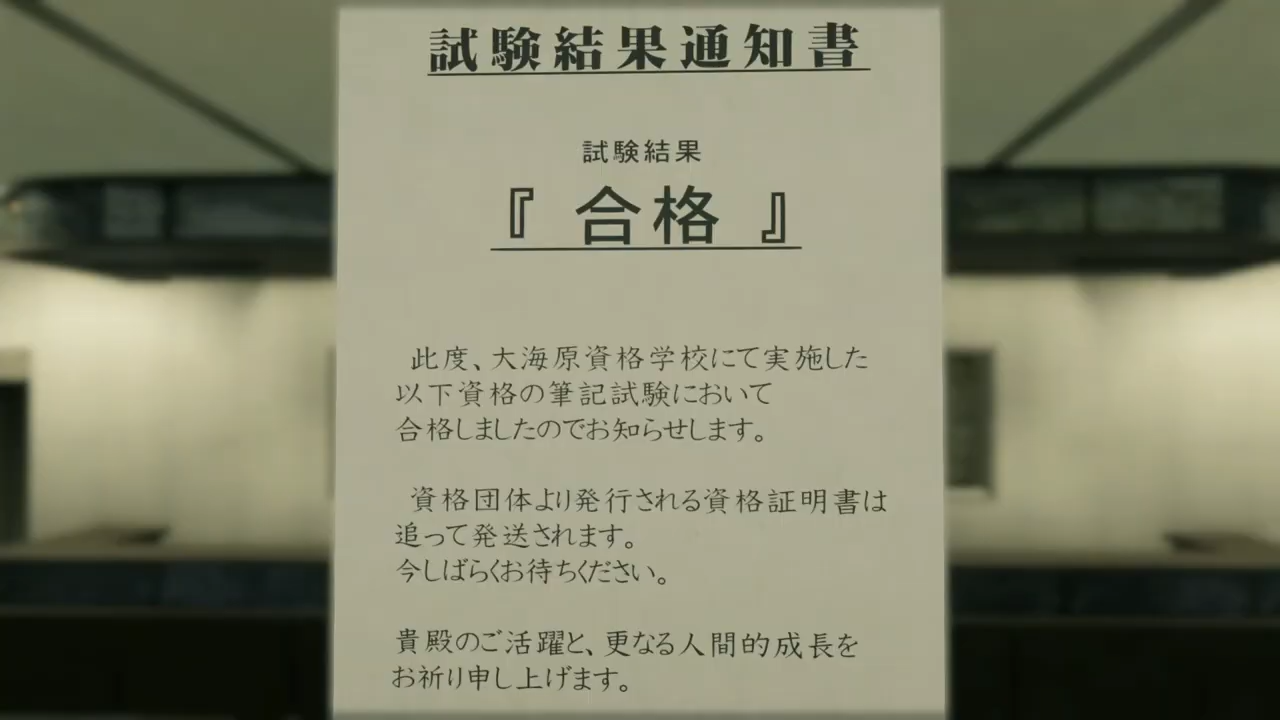 試験結果通知書
試験結果
『 合格 』
此度、大海原資格学校にて実施した
以下資格の筆記試験において
合格しましたのでお知らせします。
資格団体より発行される資格証明書は
追って発送されます。
今しばらくお待ちください。
貴殿のご活躍と、更なる人間的成長を
お祈り申し上げます。